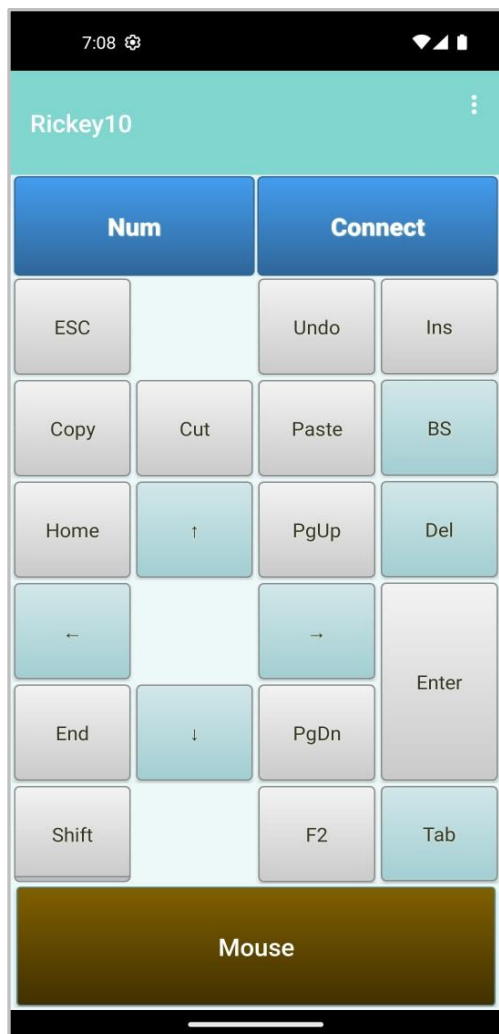 7:08
Rickey10
Num Connect
ESC Undo Ins
Copy Cut Paste BS
Home ↑ PgUp Del
← →
Enter
End ↓ PgDn
Shift F2 Tab
Mouse